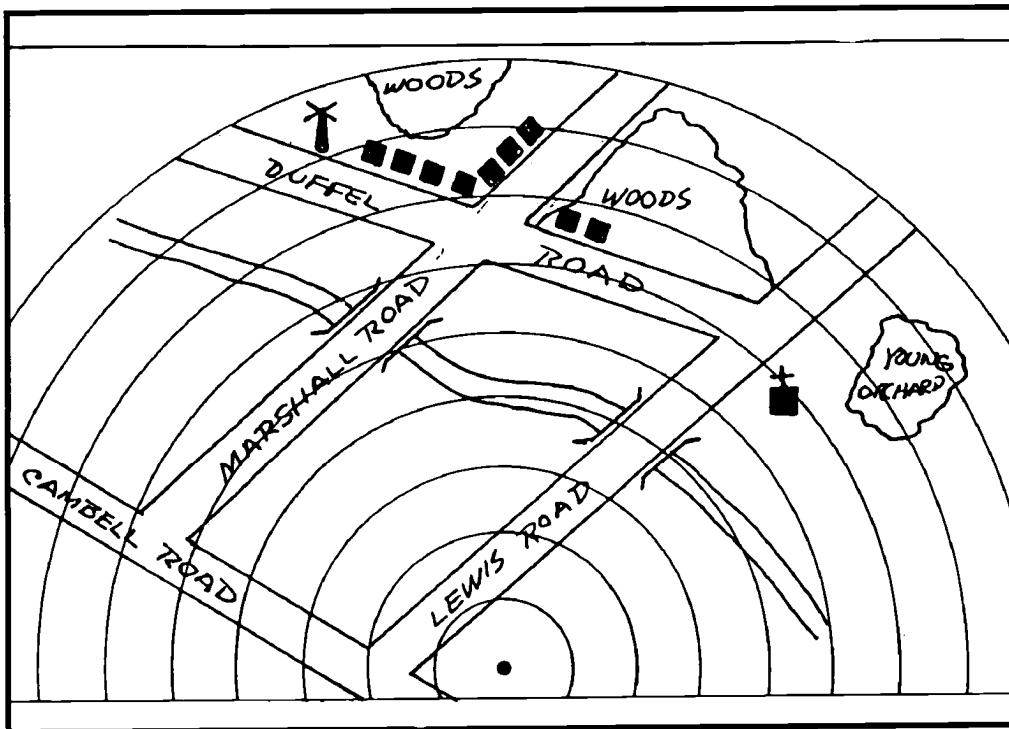 WOODS
DUFFEL
WOODS
ROAD
MARSHALL ROAD
YOUNG
ORCHARD
CAMBELL ROAD
LEWIS ROAD